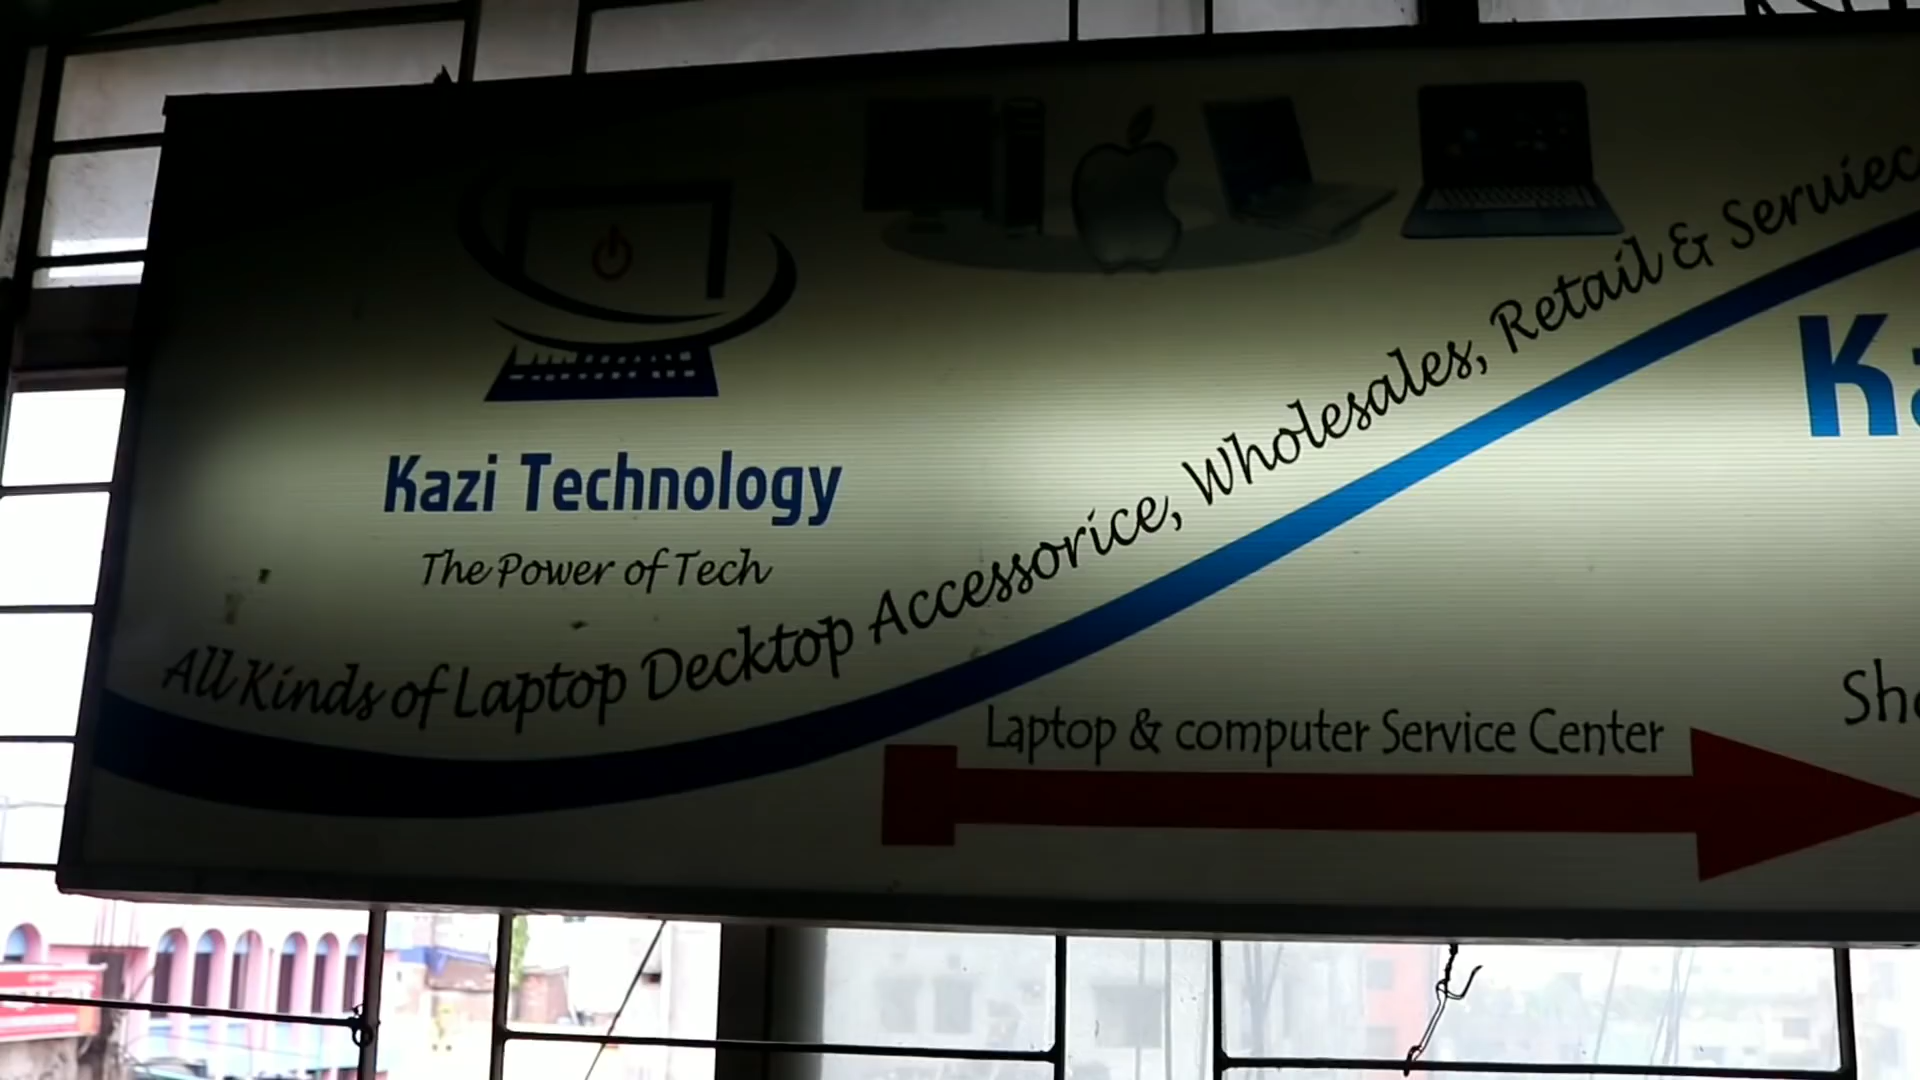 Kazi Technology
The Power of Tech
All Kinds of Laptop Decktop Accessorice, Wholesales, Retail & Serviec
Laptop & computer Service Center